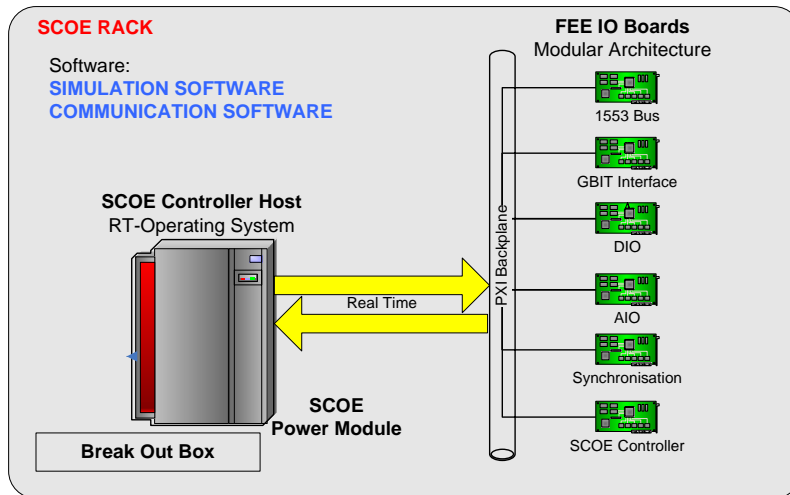 SCOE RACK
Software:
SIMULATION SOFTWARE
COMMUNICATION SOFTWARE
SCOE Controller Host
RT-Operating System
Real Time
SCOE
Power Module
Break Out Box
PXI Backplane
FEE IO Boards
Modular Architecture
1553 Bus
GBIT Interface
DIO
AIO
Synchronisation
SCOE Controller